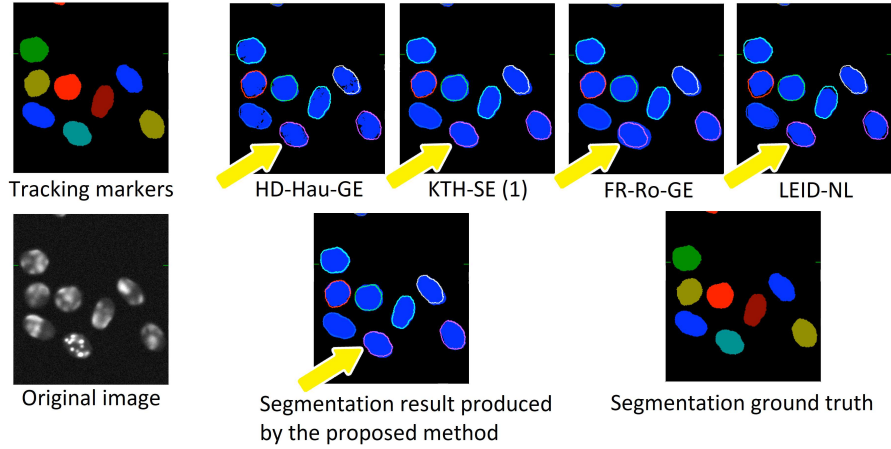 Tracking markers
HD-Hau-GE
KTH-SE (1)
FR-Ro-GE
LEID-NL
Original image
Segmentation result produced
by the proposed method
Segmentation ground truth